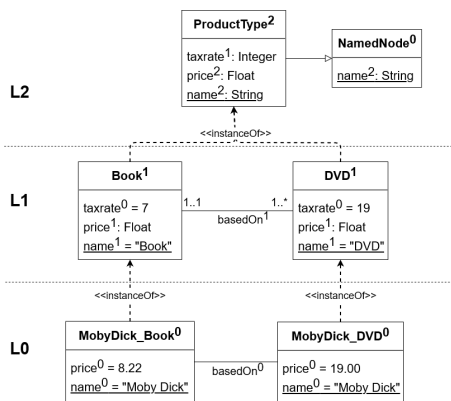 ProductType²
taxrate¹: Integer
price²: Float
name²: String
NamedNode⁰
name²: String
L2
<<instanceOf>>
Book¹
taxrate⁰ = 7
price¹: Float
name¹ = "Book"
1..1
1..*
basedOn¹
DVD¹
taxrate⁰ = 19
price¹: Float
name¹ = "DVD"
L1
<<instanceOf>>
<<instanceOf>>
L0
MobyDick_Book⁰
price⁰ = 8.22
name⁰ = "Moby Dick"
basedOn⁰
MobyDick_DVD⁰
price⁰ = 19.00
name⁰ = "Moby Dick"